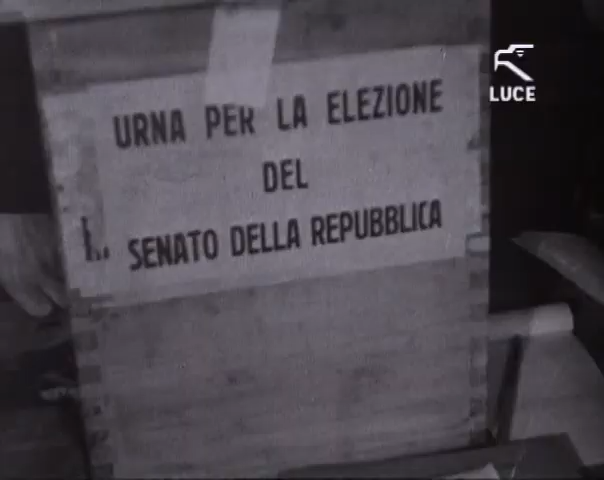 LUCE
URNA PER LA ELEZIONE
DEL
SENATO DELLA REPUBBLICA